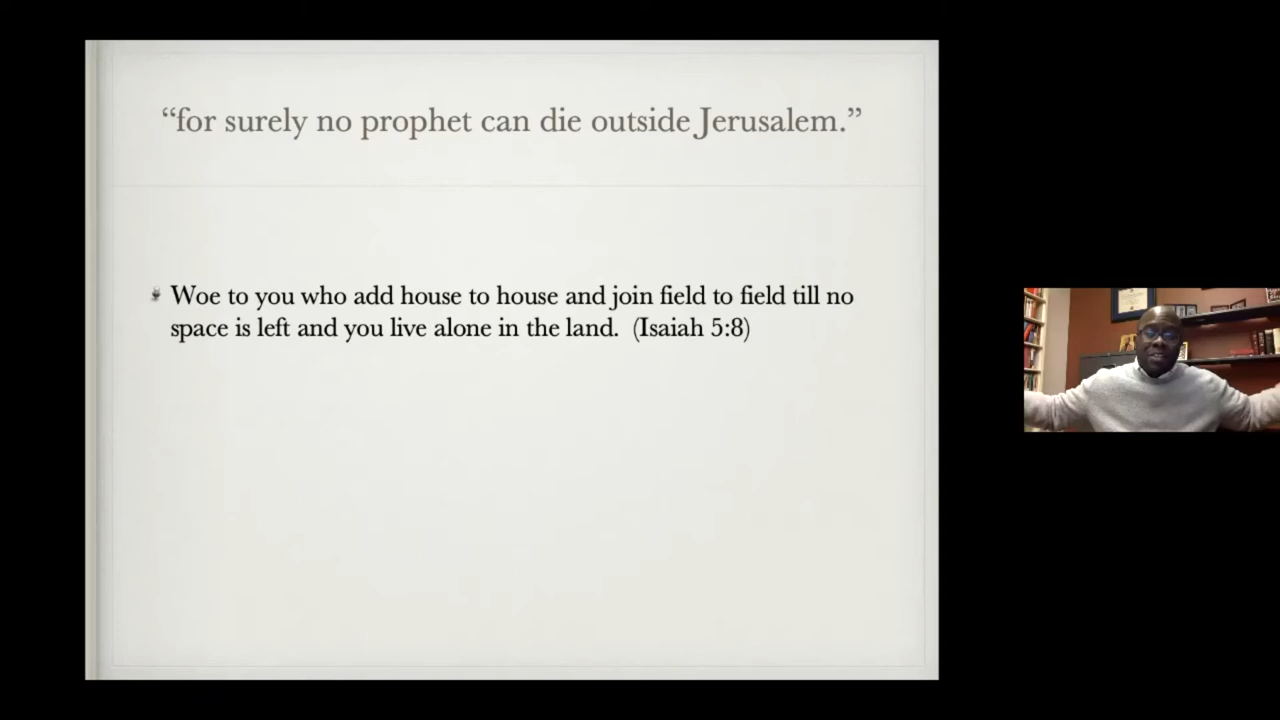 “for surely no prophet can die outside Jerusalem.”
Woe to you who add house to house and join field to field till no
space is left and you live alone in the land. (Isaiah 5:8)